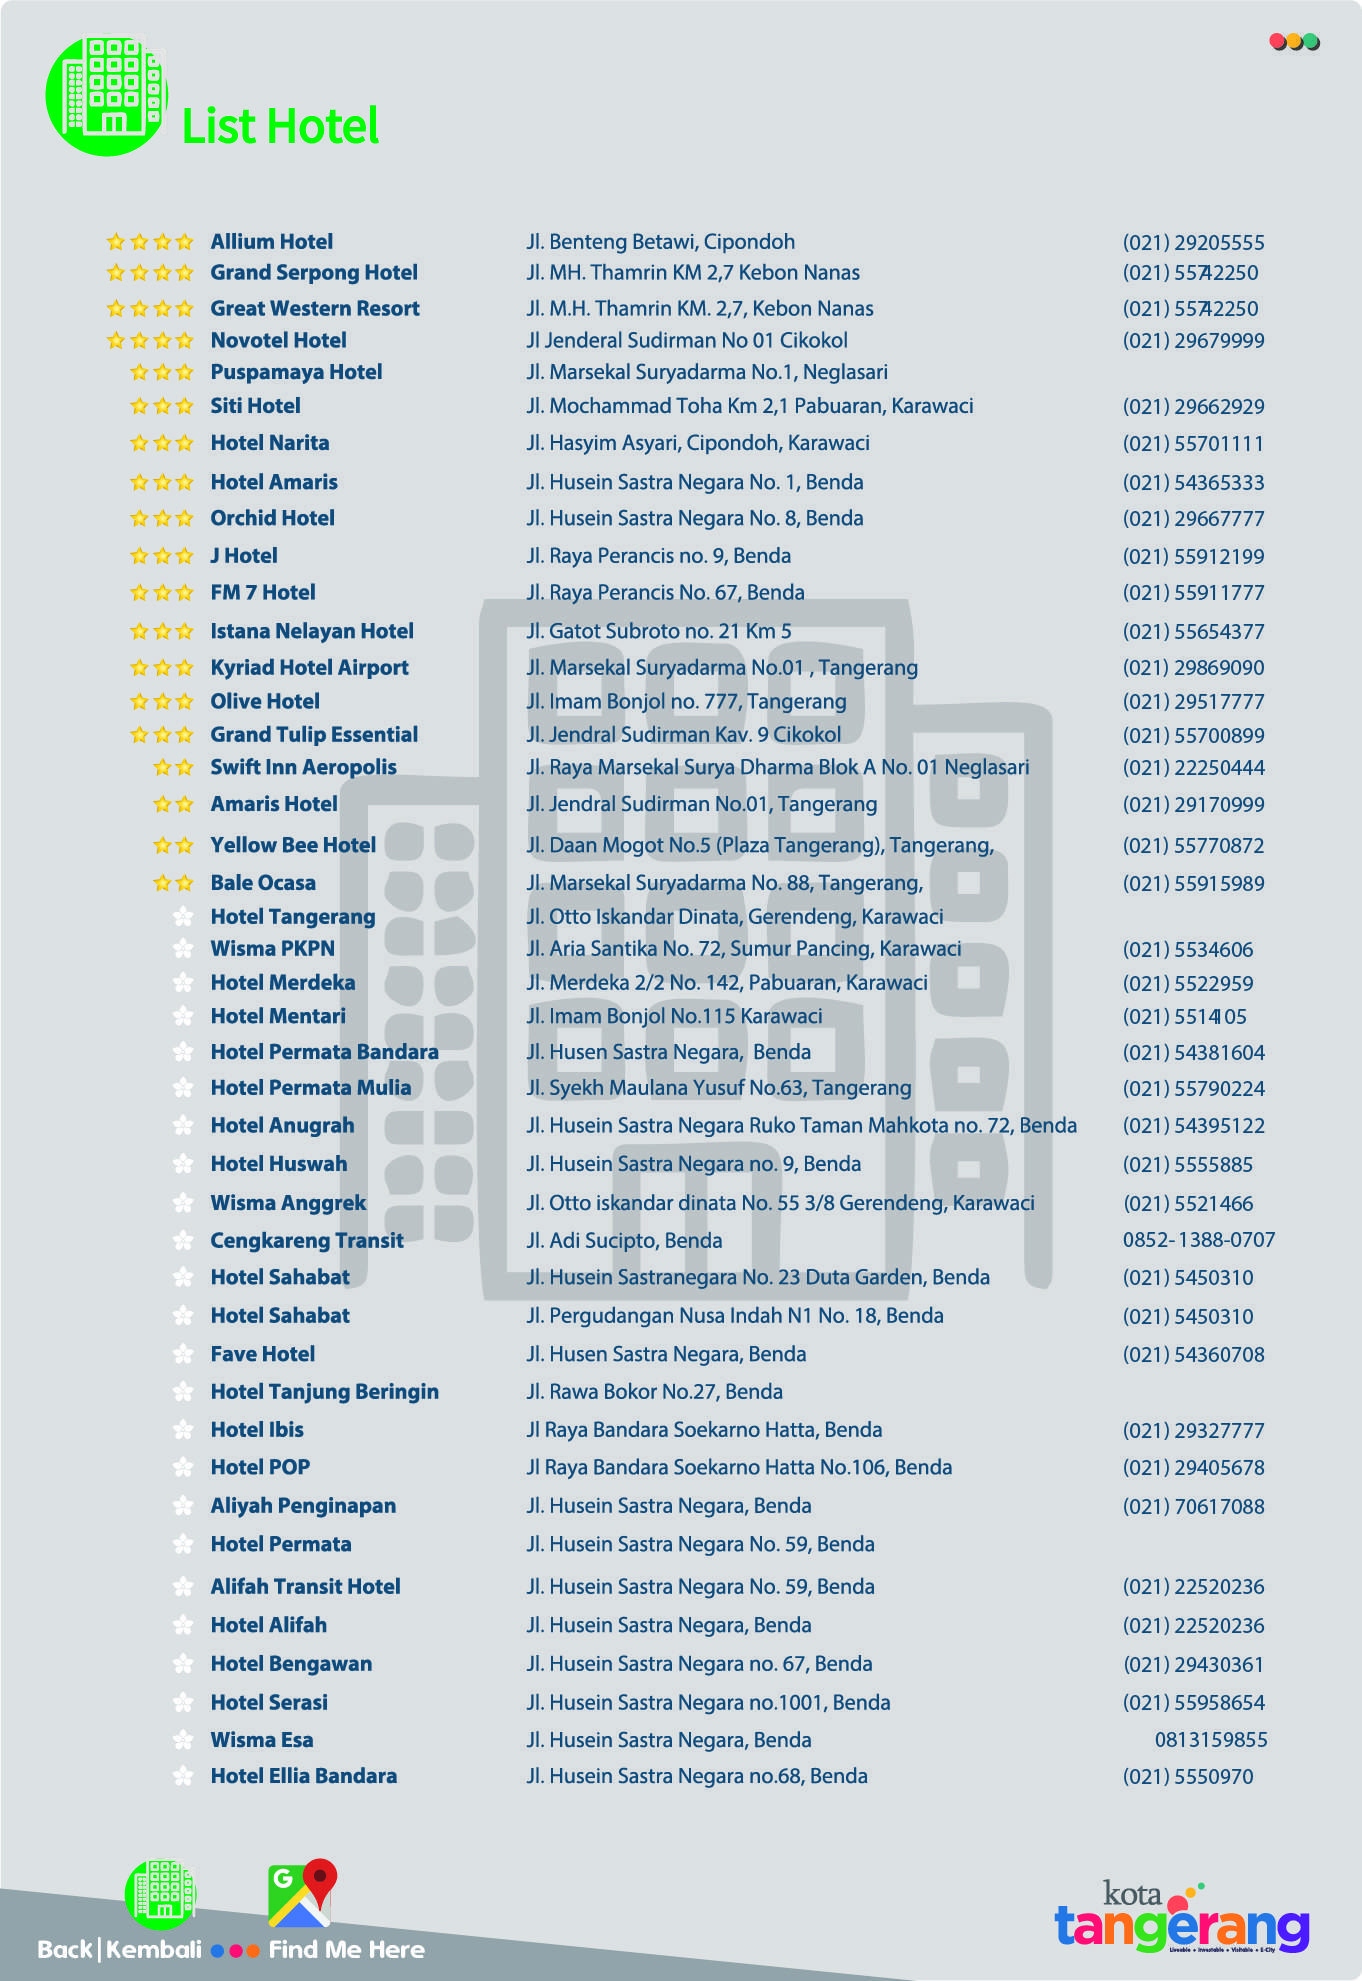 List Hotel
Allium Hotel Jl. Benteng Betawi, Cipondoh (021) 29205555
Grand Serpong Hotel Jl. MH. Thamrin KM 2,7 Kebon Nanas (021) 55742250
Great Western Resort Jl. M.H. Thamrin KM. 2,7, Kebon Nanas (021) 55742250
Novotel Hotel Jl Jenderal Sudirman No 01 Cikokol (021) 29679999
Puspamaya Hotel Jl. Marsekal Suryadarma No.1, Neglasari
Siti Hotel Jl. Mochammad Toha Km 2,1 Pabuaran, Karawaci (021) 29662929
Hotel Narita Jl. Hasyim Asyari, Cipondoh, Karawaci (021) 55701111
Hotel Amaris Jl. Husein Sastra Negara No. 1, Benda (021) 54365333
Orchid Hotel Jl. Husein Sastra Negara No. 8, Benda (021) 29667777
J Hotel Jl. Raya Perancis no. 9, Benda (021) 55912199
FM 7 Hotel Jl. Raya Perancis No. 67, Benda (021) 55911777
Istana Nelayan Hotel Jl. Gatot Subroto no. 21 Km 5 (021) 55654377
Kyriad Hotel Airport Jl. Marsekal Suryadarma No.01 , Tangerang (021) 29869090
Olive Hotel Jl. Imam Bonjol no. 777, Tangerang (021) 29517777
Grand Tulip Essential Jl. Jendral Sudirman Kav. 9 Cikokol (021) 55700899
Swift Inn Aeropolis Jl. Raya Marsekal Surya Dharma Blok A No. 01 Neglasari (021) 22250444
Amaris Hotel Jl. Jendral Sudirman No.01, Tangerang (021) 29170999
Yellow Bee Hotel Jl. Daan Mogot No.5 (Plaza Tangerang), Tangerang, (021) 55770872
Bale Ocasa Jl. Marsekal Suryadarma No. 88, Tangerang, (021) 55915989
Hotel Tangerang Jl. Otto Iskandar Dinata, Gerendeng, Karawaci
Wisma PKPN Jl. Aria Santika No. 72, Sumur Pancing, Karawaci (021) 5534606
Hotel Merdeka Jl. Merdeka 2/2 No. 142, Pabuaran, Karawaci (021) 5522959
Hotel Mentari Jl. Imam Bonjol No.115 Karawaci (021) 5514105
Hotel Permata Bandara Jl. Husen Sastra Negara, Benda (021) 54381604
Hotel Permata Mulia Jl. Syekh Maulana Yusuf No.63, Tangerang (021) 55790224
Hotel Anugrah Jl. Husein Sastra Negara Ruko Taman Mahkota no. 72, Benda (021) 54395122
Hotel Huswah Jl. Husein Sastra Negara no. 9, Benda (021) 5555885
Wisma Anggrek Jl. Otto iskandar dinata No. 55 3/8 Gerendeng, Karawaci (021) 5521466
Cengkareng Transit Jl. Adi Sucipto, Benda 0852- 1388-0707
Hotel Sahabat Jl. Husein Sastranegara No. 23 Duta Garden, Benda (021) 5450310
Hotel Sahabat Jl. Pergudangan Nusa Indah N1 No. 18, Benda (021) 5450310
Fave Hotel Jl. Husen Sastra Negara, Benda (021) 54360708
Hotel Tanjung Beringin Jl. Rawa Bokor No.27, Benda
Hotel Ibis Jl Raya Bandara Soekarno Hatta, Benda (021) 29327777
Hotel POP Jl Raya Bandara Soekarno Hatta No.106, Benda (021) 29405678
Aliyah Penginapan Jl. Husein Sastra Negara, Benda (021) 70617088
Hotel Permata Jl. Husein Sastra Negara No. 59, Benda
Alifah Transit Hotel Jl. Husein Sastra Negara No. 59, Benda (021) 22520236
Hotel Alifah Jl. Husein Sastra Negara, Benda (021) 22520236
Hotel Bengawan Jl. Husein Sastra Negara no. 67, Benda (021) 29430361
Hotel Serasi Jl. Husein Sastra Negara no.1001, Benda (021) 55958654
Wisma Esa Jl. Husein Sastra Negara, Benda 0813159855
Hotel Ellia Bandara Jl. Husein Sastra Negara no.68, Benda (021) 5550970
G
Back|Kembali Find Me Here
kota
tangerang
Liveable • Investable • Visitable • E-City